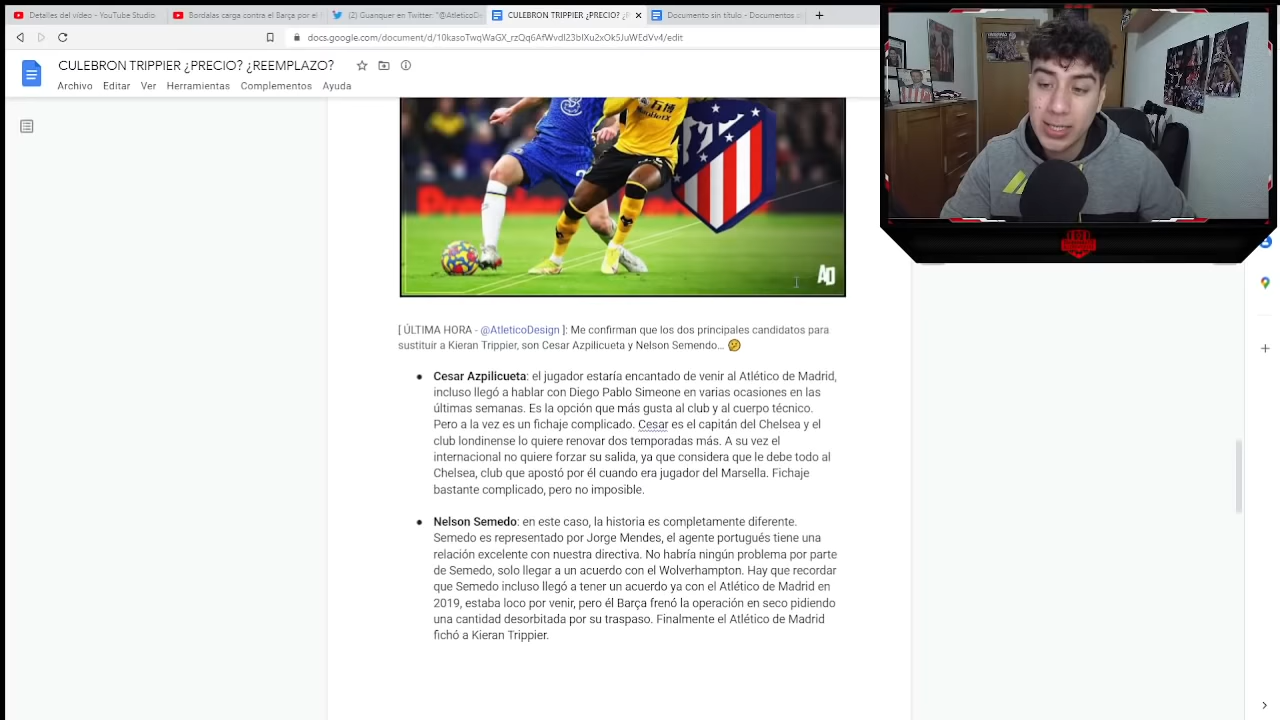 Detalles del vídeo - YouTube Studio
Bordalas carga contra el Barça por el
(2) Guanquer en Twitter: "@AtleticoD
CULEBRON TRIPPIER ¿PRECIO? ¿
Documento sin título - Documentos
docs.google.com/document/d/10kasoTwqWaGX_rzQq6AfWvdl23bIXu2xOk5JuWEdVv4/edit
CULEBRON TRIPPIER ¿PRECIO? ¿REEMPLAZO?
Archivo Editar Ver Herramientas Complementos Ayuda
AD
[ ÚLTIMA HORA - @AtleticoDesign ]: Me confirman que los dos principales candidatos para
sustituir a Kieran Trippier, son Cesar Azpilicueta y Nelson Semendo... 🤔
● Cesar Azpilicueta: el jugador estaría encantado de venir al Atlético de Madrid,
incluso llegó a hablar con Diego Pablo Simeone en varias ocasiones en las
últimas semanas. Es la opción que más gusta al club y al cuerpo técnico.
Pero a la vez es un fichaje complicado. Cesar es el capitán del Chelsea y el
club londinense lo quiere renovar dos temporadas más. A su vez el
internacional no quiere forzar su salida, ya que considera que le debe todo al
Chelsea, club que apostó por él cuando era jugador del Marsella. Fichaje
bastante complicado, pero no imposible.
● Nelson Semedo: en este caso, la historia es completamente diferente.
Semedo es representado por Jorge Mendes, el agente portugués tiene una
relación excelente con nuestra directiva. No habría ningún problema por parte
de Semedo, solo llegar a un acuerdo con el Wolverhampton. Hay que recordar
que Semedo incluso llegó a tener un acuerdo ya con el Atlético de Madrid en
2019, estaba loco por venir, pero él Barça frenó la operación en seco pidiendo
una cantidad desorbitada por su traspaso. Finalmente el Atlético de Madrid
fichó a Kieran Trippier.